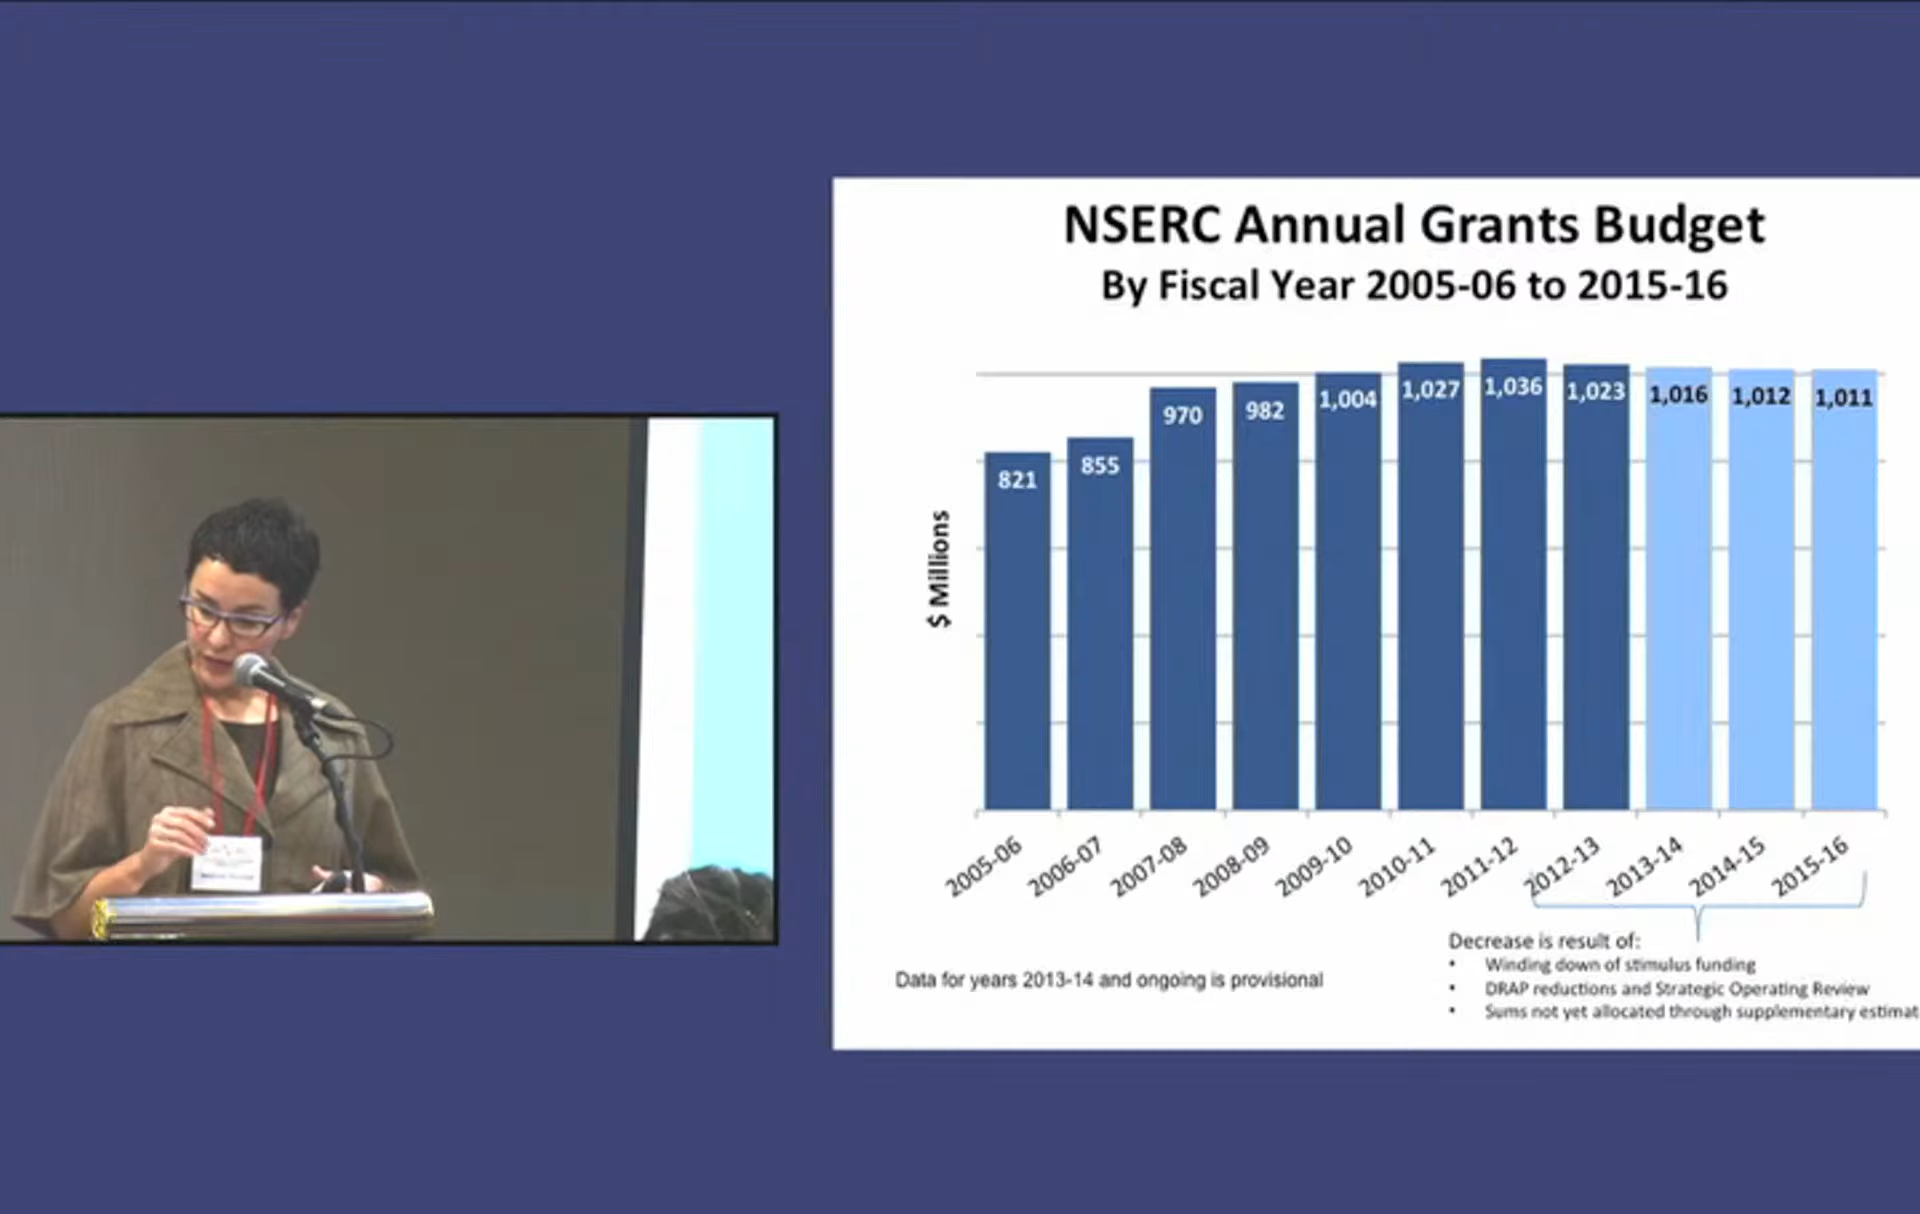 NSERC Annual Grants Budget
By Fiscal Year 2005-06 to 2015-16
$ Millions
821
855
970
982
1,004
1,027
1,036
1,023
1,016
1,012
1,011
2005-06
2006-07
2007-08
2008-09
2009-10
2010-11
2011-12
2012-13
2013-14
2014-15
2015-16
Data for years 2013-14 and ongoing is provisional
Decrease is result of:
• Winding down of stimulus funding
• DRAP reductions and Strategic Operating Review
• Sums not yet allocated through supplementary estimat